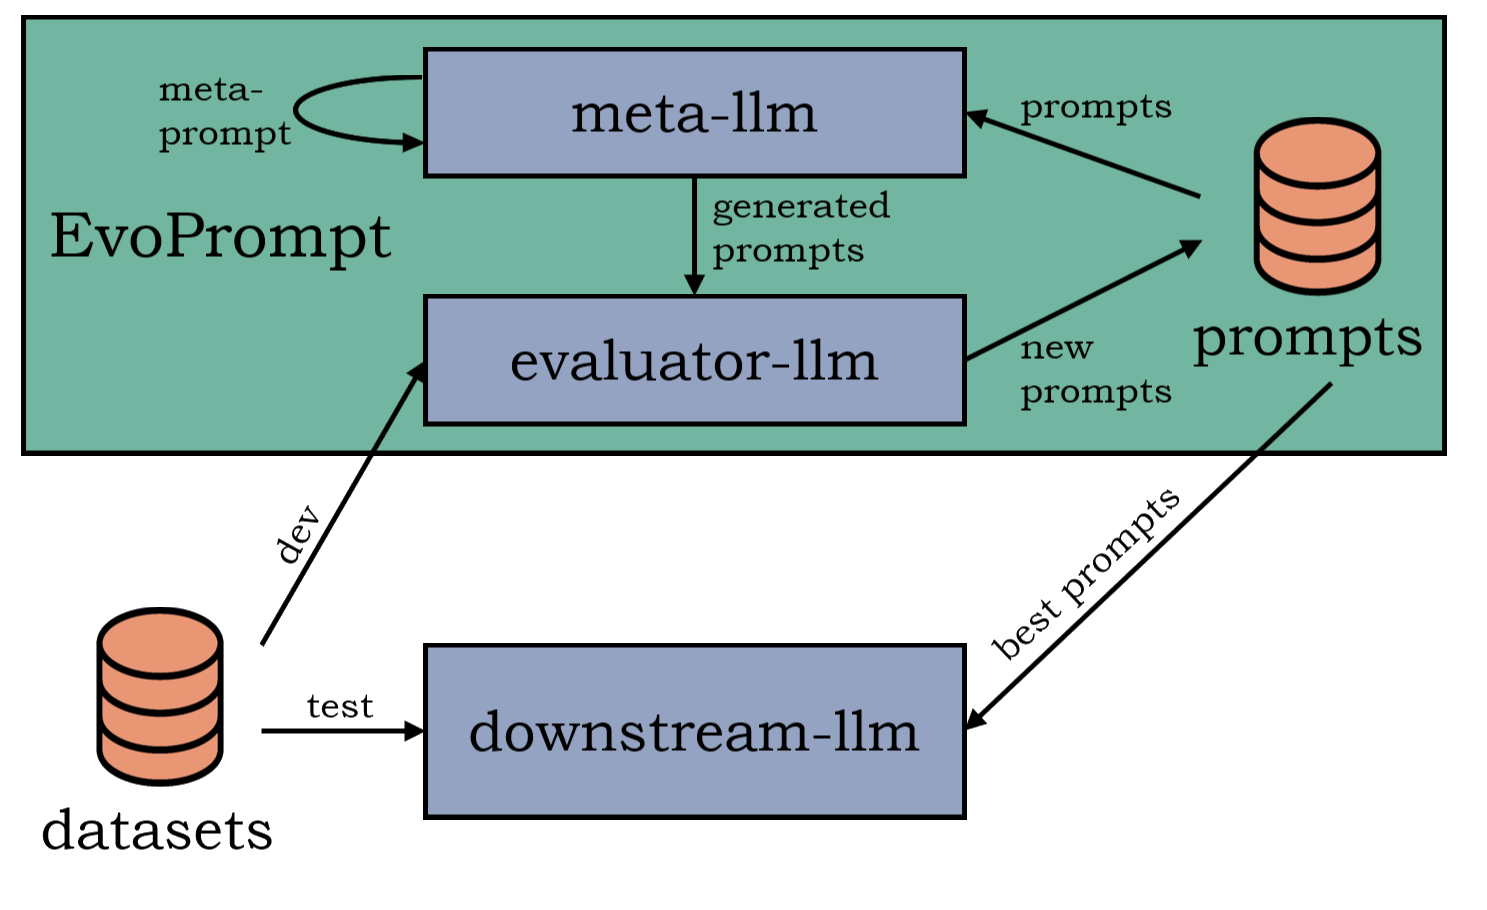 meta-
prompt
meta-llm
prompts
EvoPrompt
generated
prompts
evaluator-llm
new
prompts
prompts
dev
best prompts
test
downstream-llm
datasets